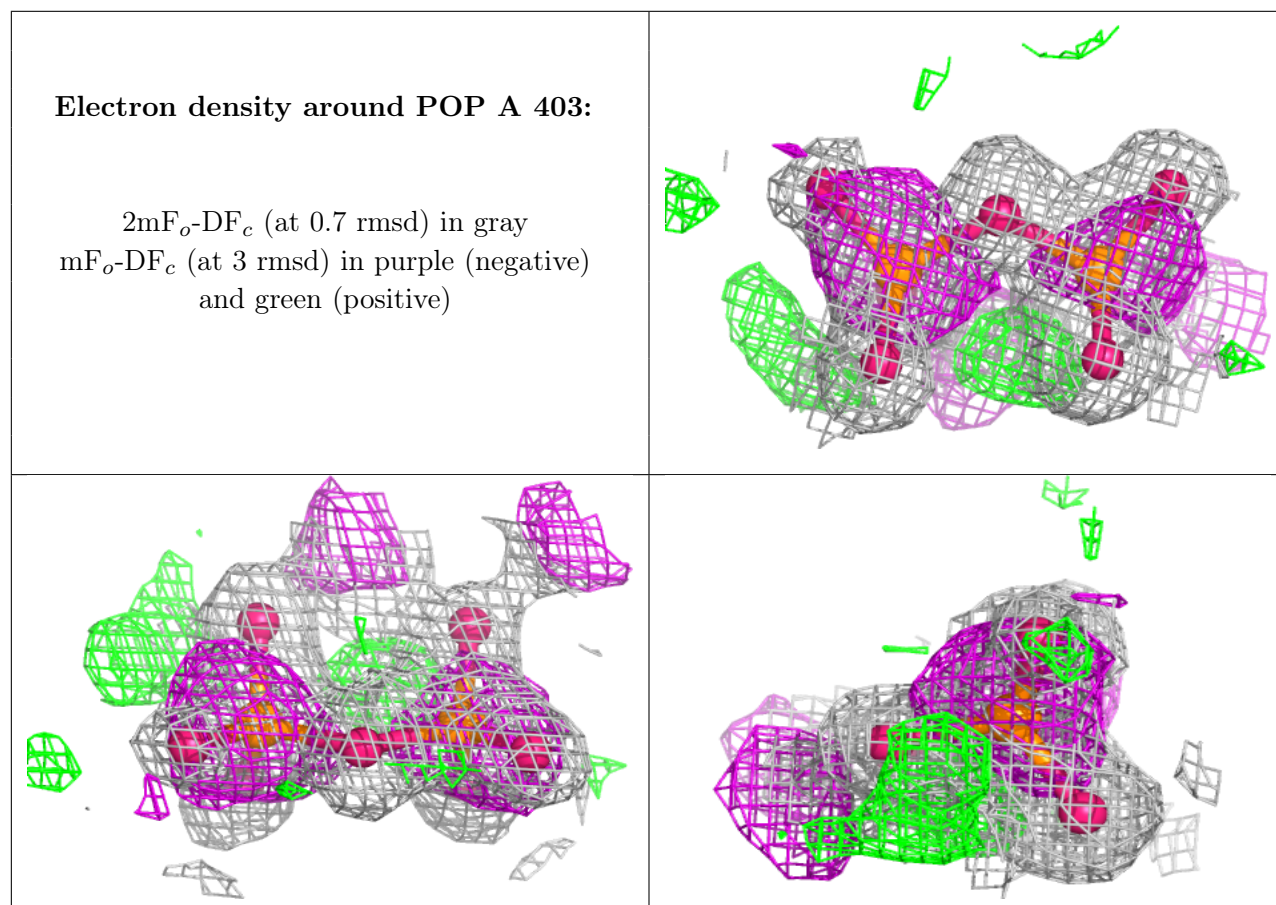 Electron density around POP A 403:
2mFₒ-DF𝒸 (at 0.7 rmsd) in gray
mFₒ-DF𝒸 (at 3 rmsd) in purple (negative)
and green (positive)